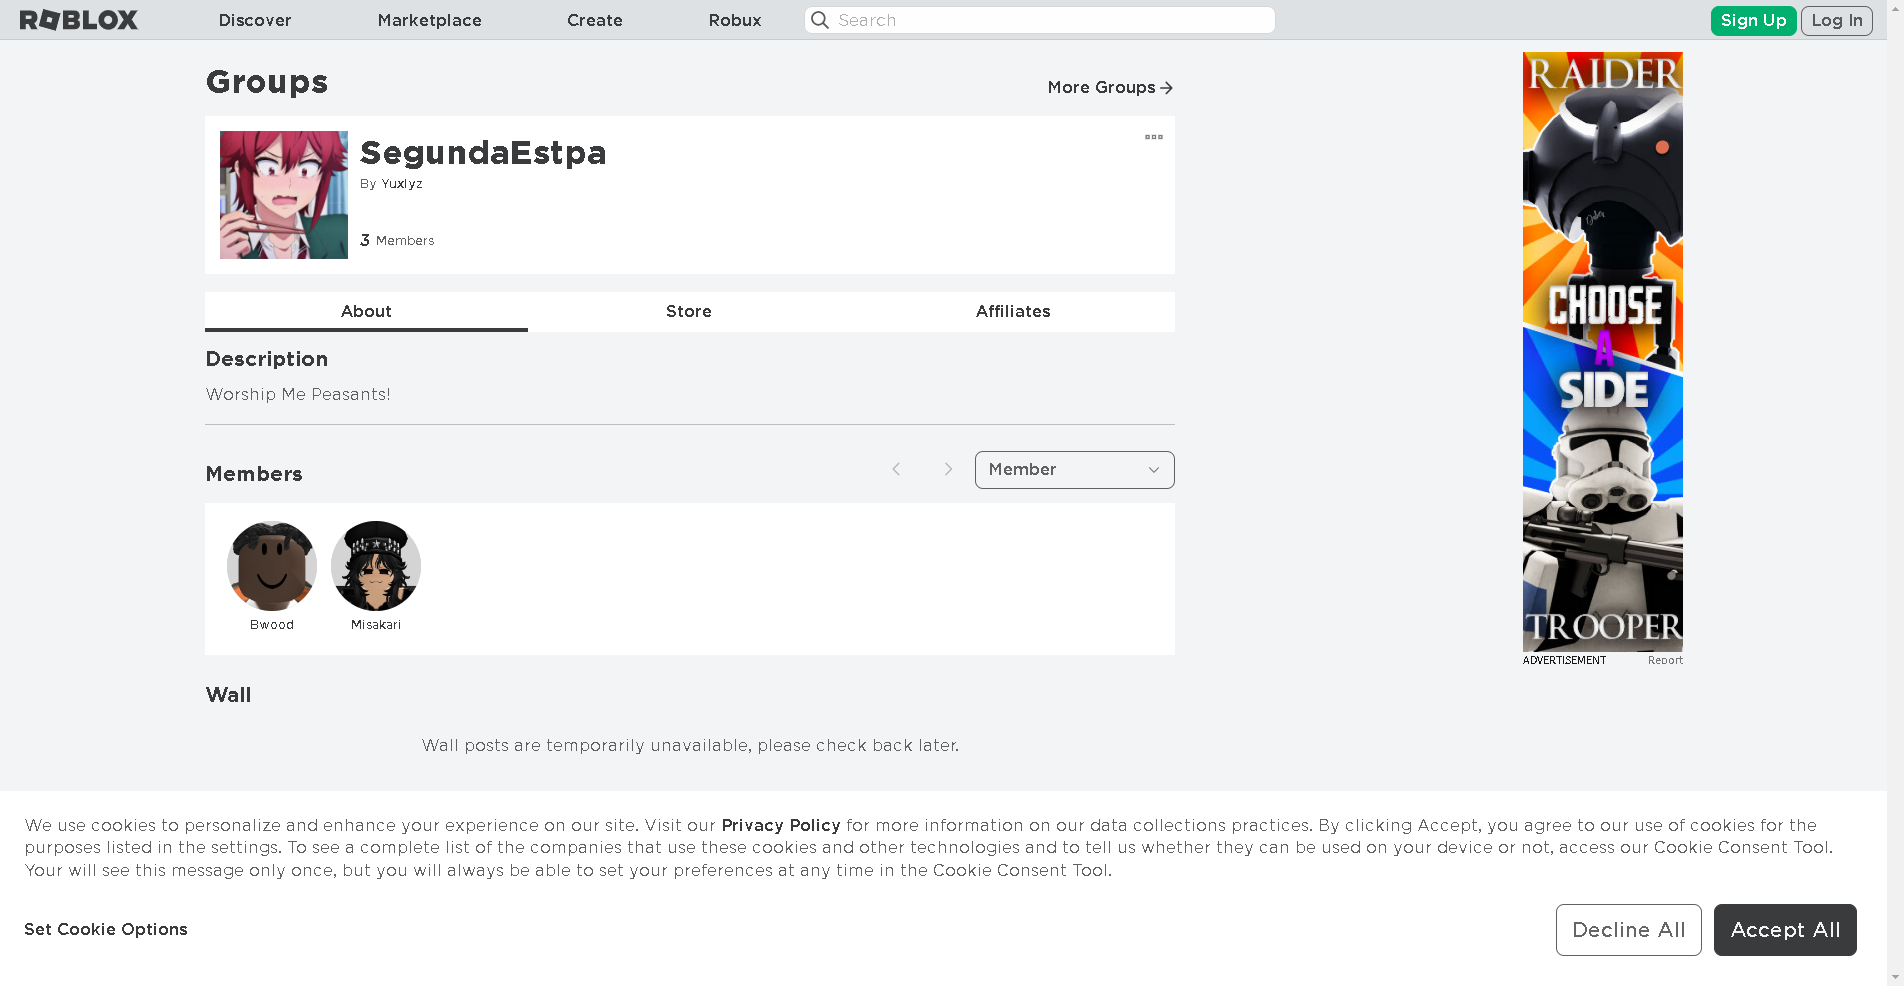 ROBLOX
Discover
Marketplace
Create
Robux
Search
Sign Up
Log In
Groups
More Groups
SegundaEstpa
By Yuxlyz
3 Members
About
Store
Affiliates
Description
Worship Me Peasants!
Members
Member
Bwood
Misakari
Wall
Wall posts are temporarily unavailable, please check back later.
RAIDER
CHOOSE
A
SIDE
TROOPER
ADVERTISEMENT
Report
We use cookies to personalize and enhance your experience on our site. Visit our Privacy Policy for more information on our data collections practices. By clicking Accept, you agree to our use of cookies for the
purposes listed in the settings. To see a complete list of the companies that use these cookies and other technologies and to tell us whether they can be used on your device or not, access our Cookie Consent Tool.
Your will see this message only once, but you will always be able to set your preferences at any time in the Cookie Consent Tool.
Set Cookie Options
Decline All
Accept All